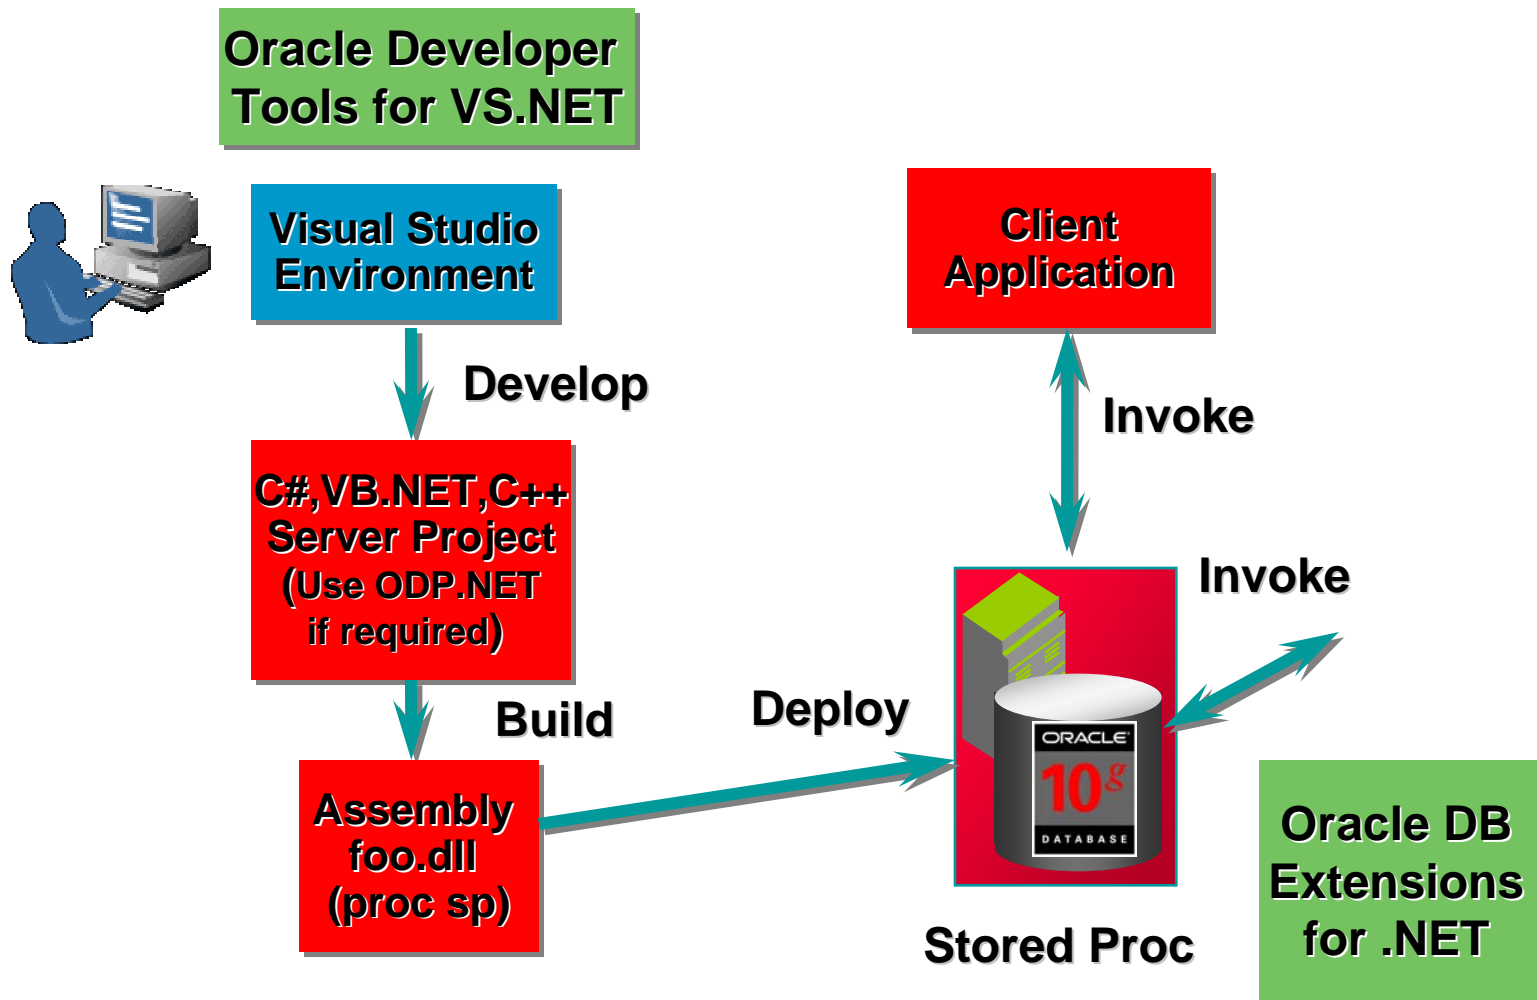 Oracle Developer
Tools for VS.NET
Visual Studio
Environment
Develop
C#,VB.NET,C++
Server Project
(Use ODP.NET
if required)
Build
Assembly
foo.dll
(proc sp)
Deploy
Client
Application
Invoke
Invoke
ORACLE
10g
DATABASE
Stored Proc
Oracle DB
Extensions
for .NET